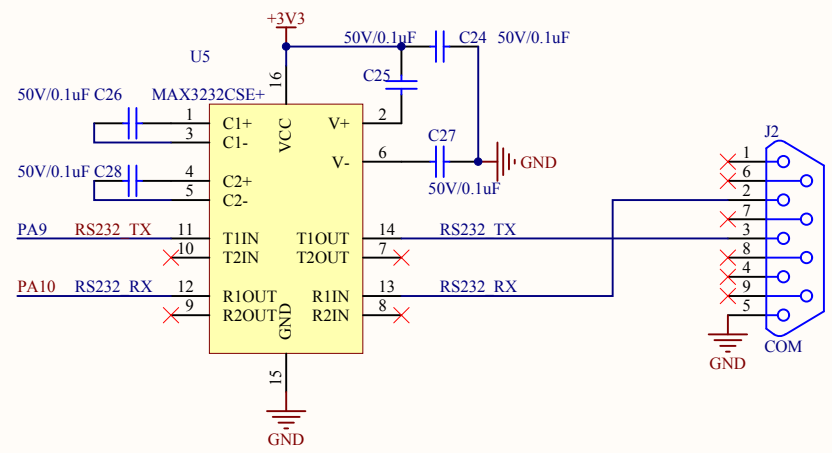 +3V3
50V/0.1uF C24 50V/0.1uF
U5
16
C25
50V/0.1uF C26 MAX3232CSE+
1 C1+ VCC V+ 2
3 C1-
C27
J2
50V/0.1uF C28
4 C2+ V- 6 GND
5 C2-
50V/0.1uF
1
6
2
7
PA9 RS232_TX 11 T1IN T1OUT 14 RS232_TX 3
10 T2IN T2OUT 7
8
4
PA10 RS232_RX 12 R1OUT R1IN 13 RS232_RX
9
9 R2OUT GND R2IN 8
5
COM
GND
15
GND